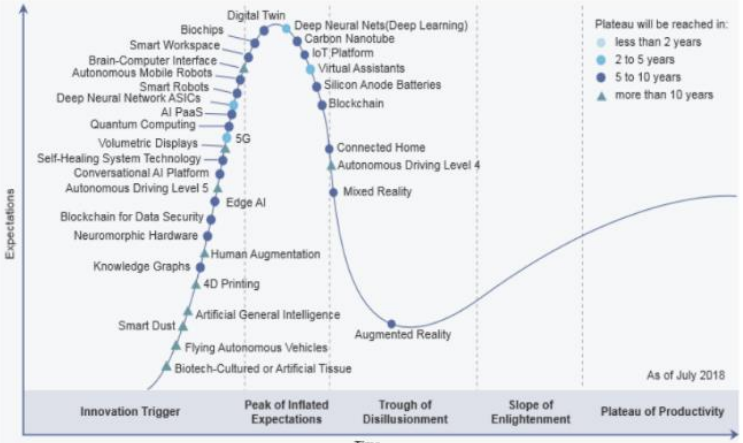 Digital Twin
Biochips
Smart Workspace
Brain-Computer Interface
Autonomous Mobile Robots
Smart Robots
Deep Neural Network ASICs
AI PaaS
Quantum Computing
5G
Volumetric Displays
Self-Healing System Technology
Conversational AI Platform
Autonomous Driving Level 5
Edge AI
Blockchain for Data Security
Neuromorphic Hardware
Human Augmentation
Knowledge Graphs
4D Printing
Artificial General Intelligence
Smart Dust
Flying Autonomous Vehicles
Biotech-Cultured or Artificial Tissue
Deep Neural Nets(Deep Learning)
Carbon Nanotube
IoT Platform
Virtual Assistants
Silicon Anode Batteries
Blockchain
Connected Home
Autonomous Driving Level 4
Mixed Reality
Augmented Reality
Plateau will be reached in:
less than 2 years
2 to 5 years
5 to 10 years
more than 10 years
As of July 2018
Expectations
Innovation Trigger
Peak of Inflated
Expectations
Trough of
Disillusionment
Slope of
Enlightenment
Plateau of Productivity